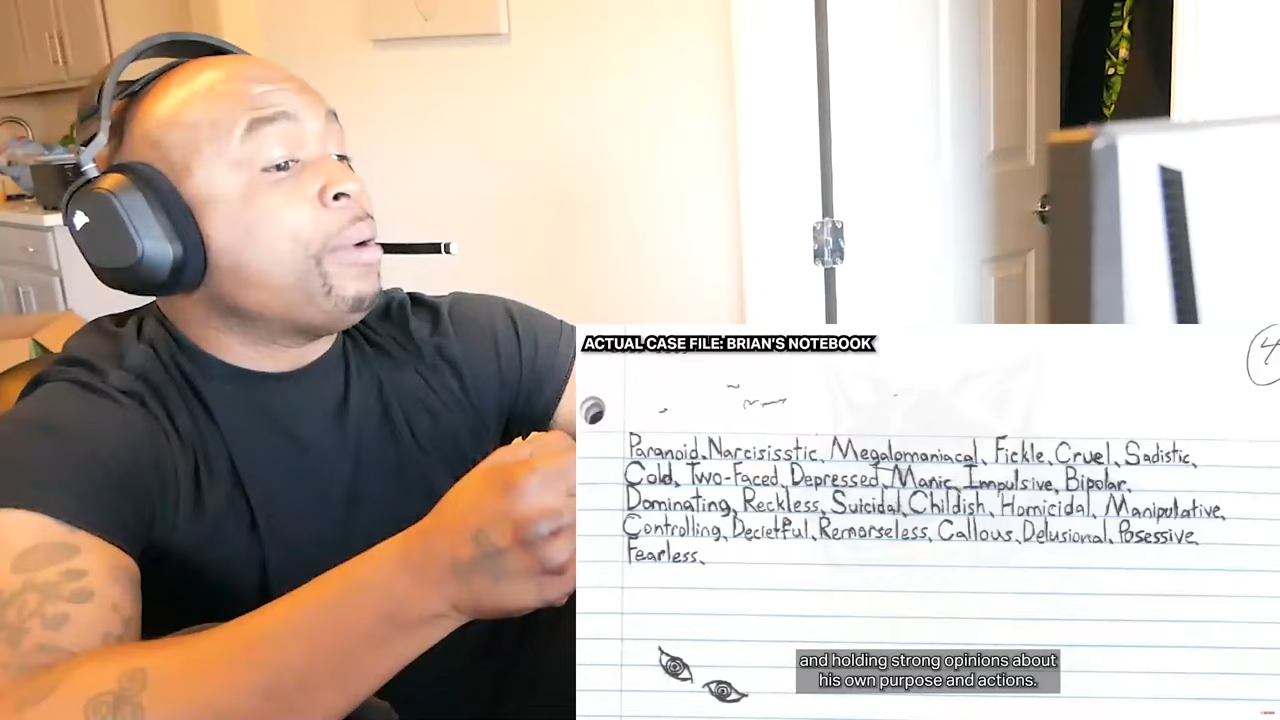 ACTUAL CASE FILE: BRIAN'S NOTEBOOK
4
Paranoid, Narcisisstic, Megalomaniacal, Fickle, Cruel, Sadistic,
Cold, Two-Faced, Depressed, Manic, Impulsive, Bipolar,
Dominating, Reckless, Suicidal, Childish, Homicidal, Manipulative,
Controlling, Decietful, Remorseless, Callous, Delusional, Posessive,
Fearless,
and holding strong opinions about
his own purpose and actions.